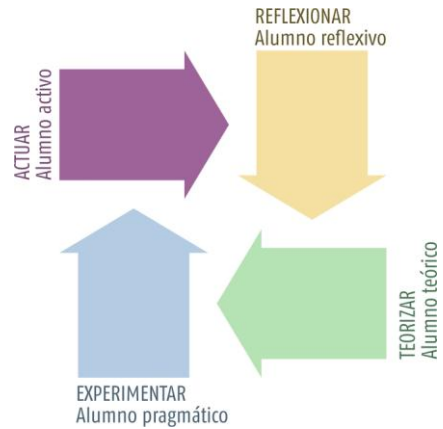 REFLEXIONAR
Alumno reflexivo
ACTUAR
Alumno activo
TEORIZAR
Alumno teórico
EXPERIMENTAR
Alumno pragmático